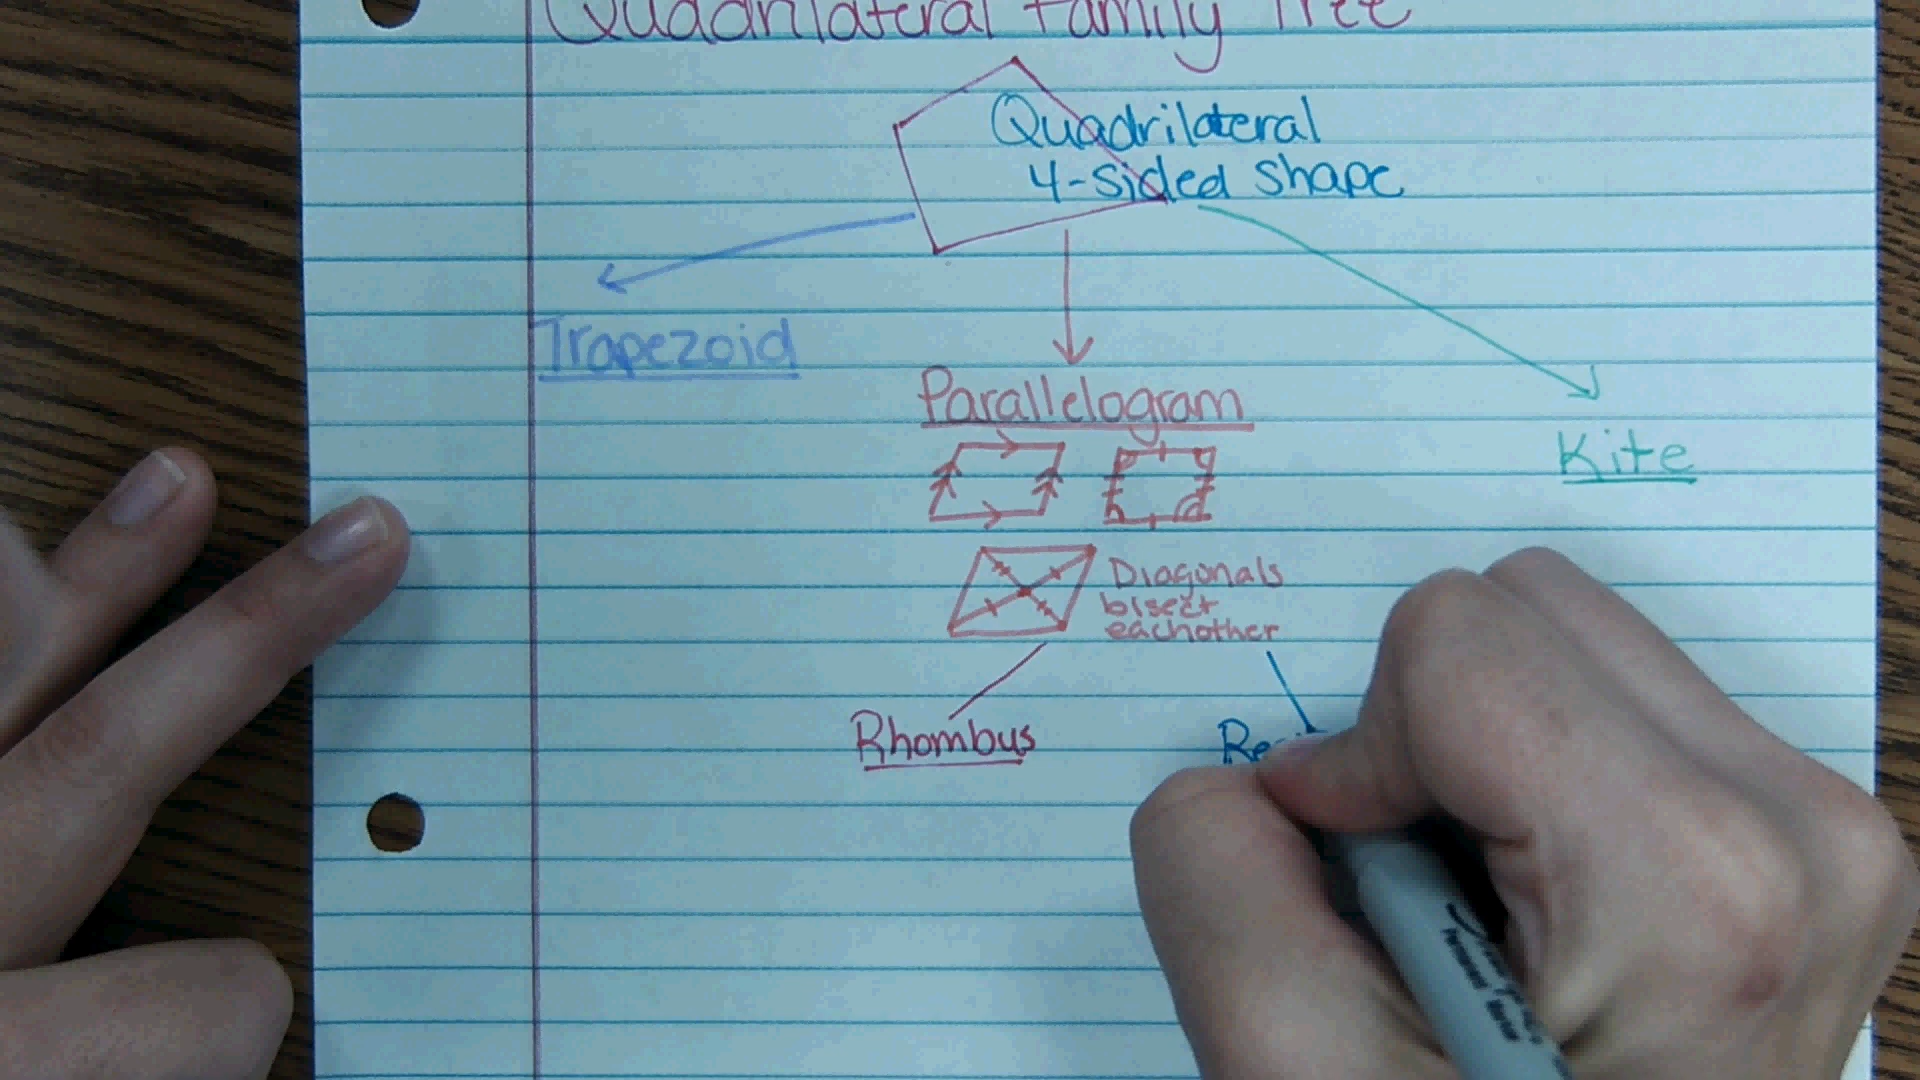 Quadrilateral Family Tree
Quadrilateral
4-sided shape
Trapezoid
Parallelogram
Kite
Diagonals
bisect
eachother
Rhombus